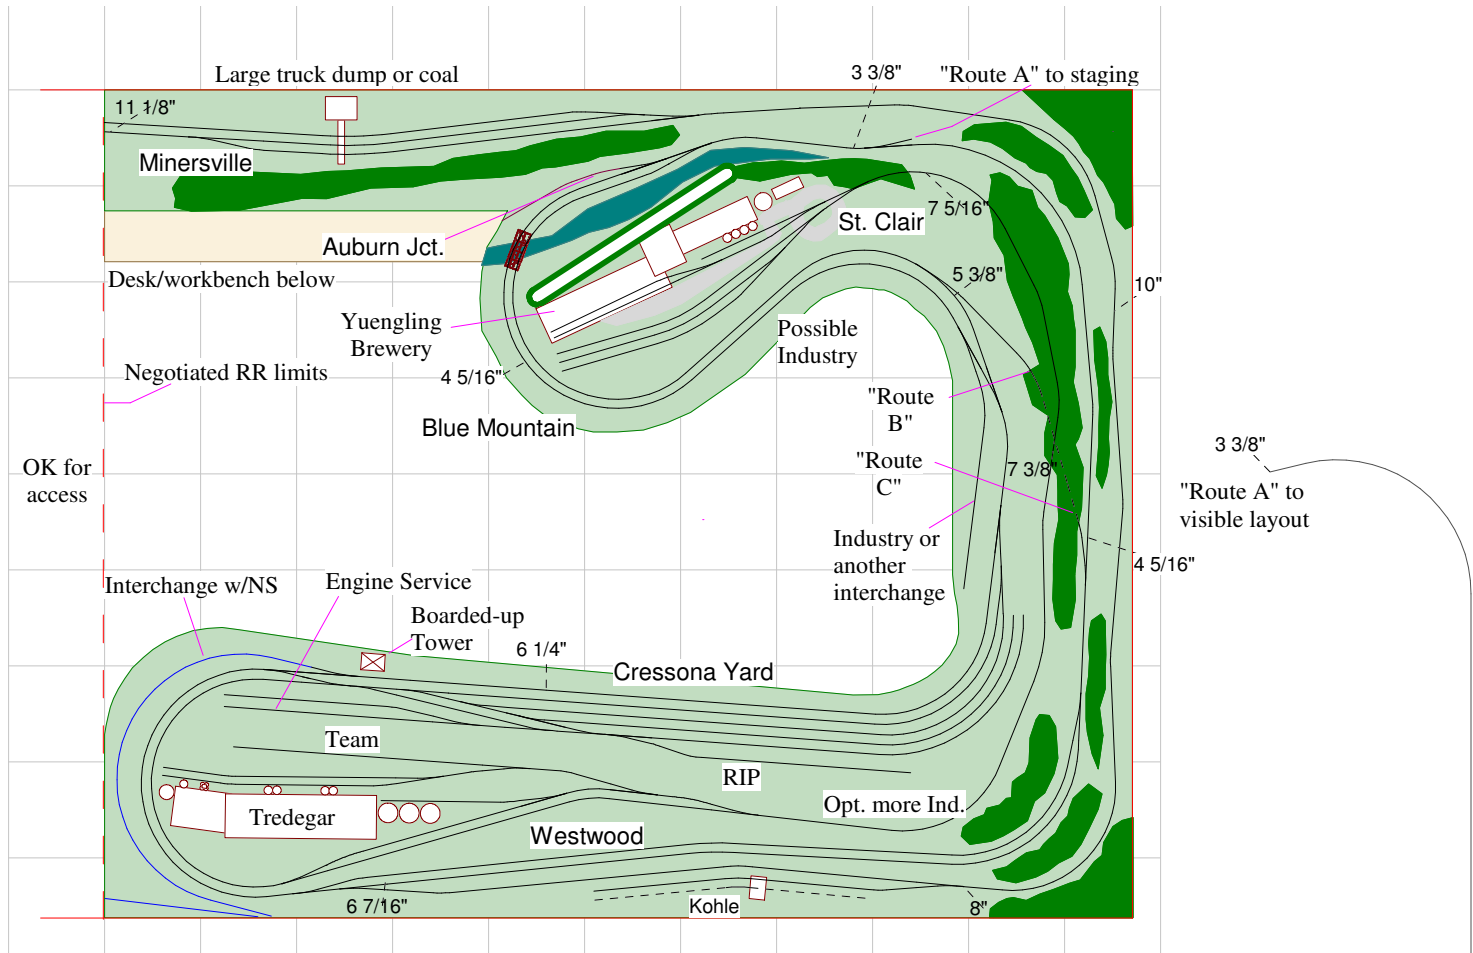 Large truck dump or coal
3 3/8"
"Route A" to staging
11 1/8"
Minersville
7 5/16"
St. Clair
Auburn Jct.
Desk/workbench below
5 3/8"
10"
Yuengling
Brewery
Possible
Industry
Negotiated RR limits
4 5/16"
"Route
B"
Blue Mountain
3 3/8"
"Route
C"
7 3/8"
OK for
access
"Route A" to
visible layout
Industry or
another
interchange
4 5/16"
Interchange w/NS
Engine Service
Boarded-up
Tower
6 1/4"
Cressona Yard
Team
RIP
Opt. more Ind.
Tredegar
Westwood
6 7/16"
Kohle
8"